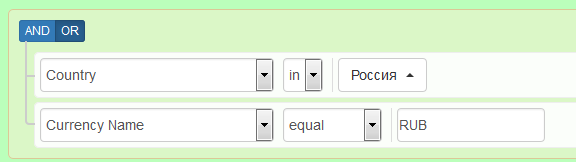 AND OR
Country in Россия
Currency Name equal RUB